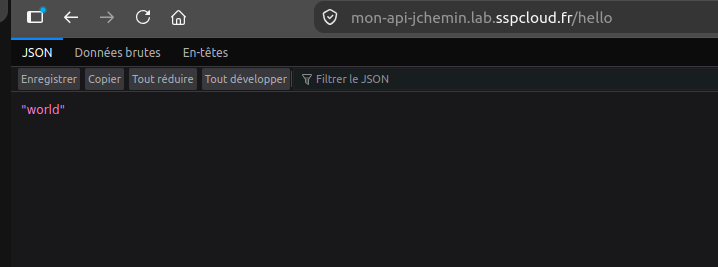 mon-api-jchemin.lab.sspcloud.fr/hello
JSON Données brutes En-têtes
Enregistrer Copier Tout réduire Tout développer Filtrer le JSON
"world"